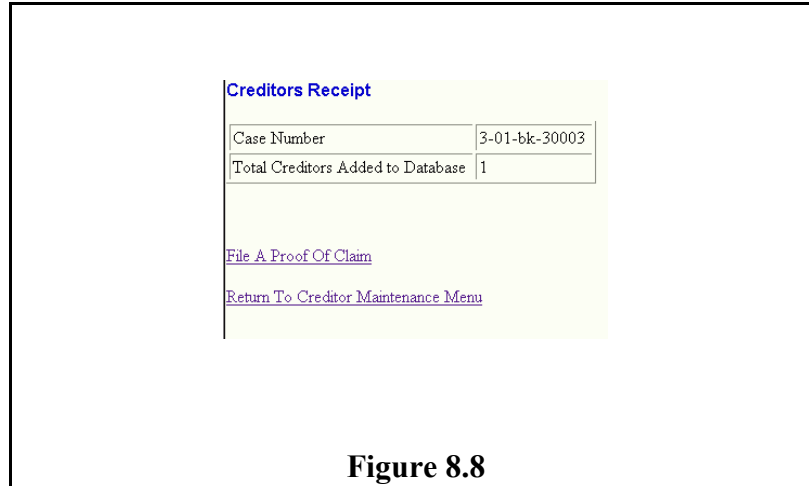 Creditors Receipt
Case Number 3-01-bk-30003
Total Creditors Added to Database 1
File A Proof Of Claim
Return To Creditor Maintenance Menu
Figure 8.8